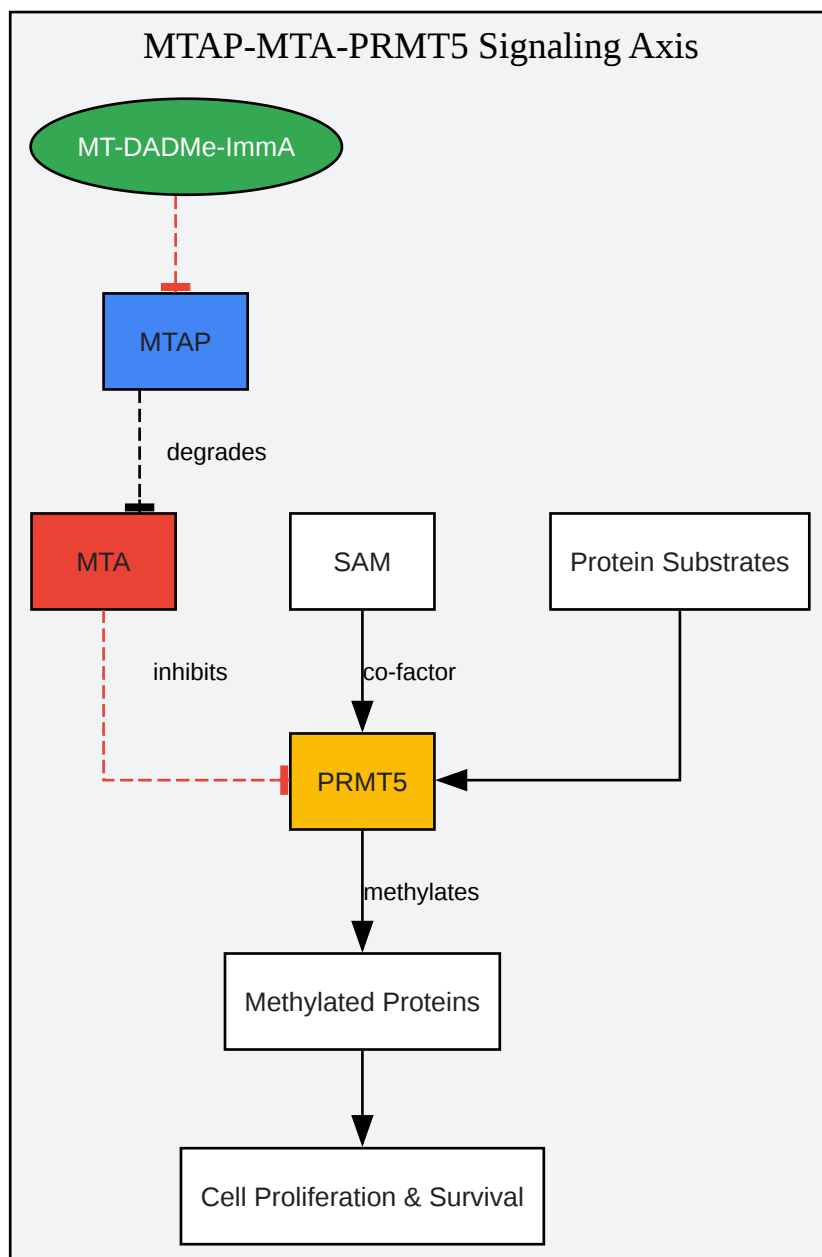 MTAP-MTA-PRMT5 Signaling Axis
MT-DADMe-ImmA
MTAP
degrades
MTA
SAM
Protein Substrates
inhibits
co-factor
PRMT5
methylates
Methylated Proteins
Cell Proliferation & Survival